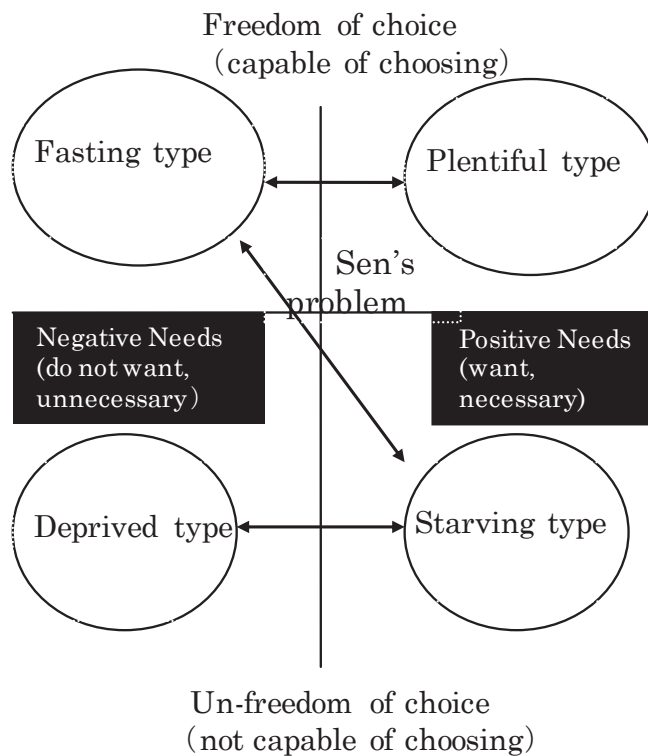 Freedom of choice
（capable of choosing）
Fasting type
Plentiful type
Sen's
problem
Negative Needs
(do not want,
unnecessary）
Positive Needs
(want,
necessary)
Deprived type
Starving type
Un-freedom of choice
（not capable of choosing）